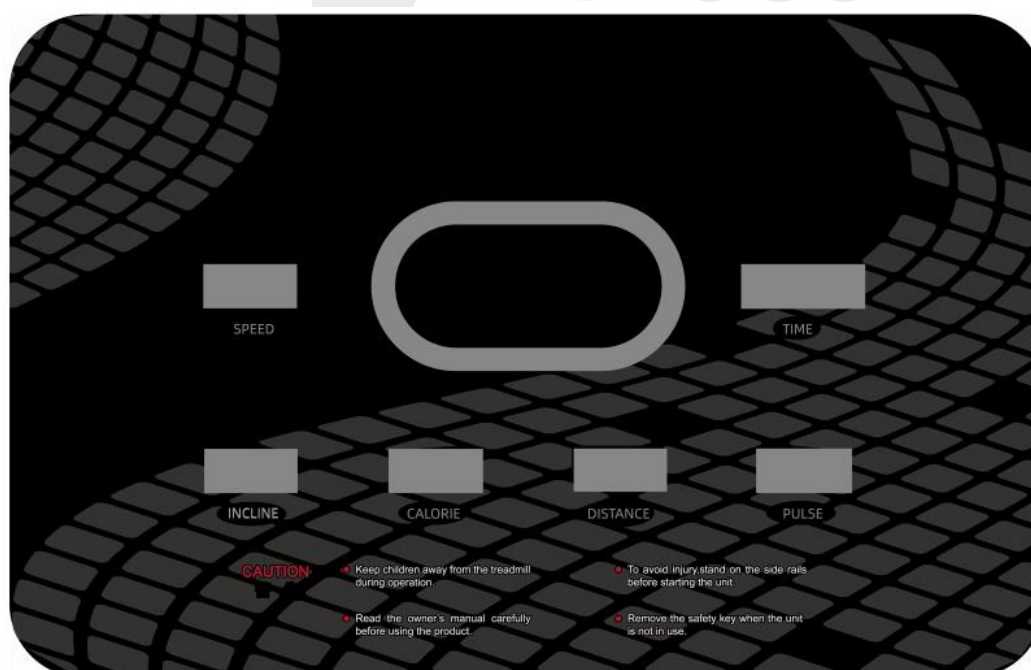 SPEED
TIME
INCLINE
CALORIE
DISTANCE
PULSE
CAUTION
Keep children away from the treadmill
during operation.
To avoid injury,stand on the side rails
before starting the unit
Read the owner's manual carefully
before using the product.
Remove the safety key when the unit
is not in use.